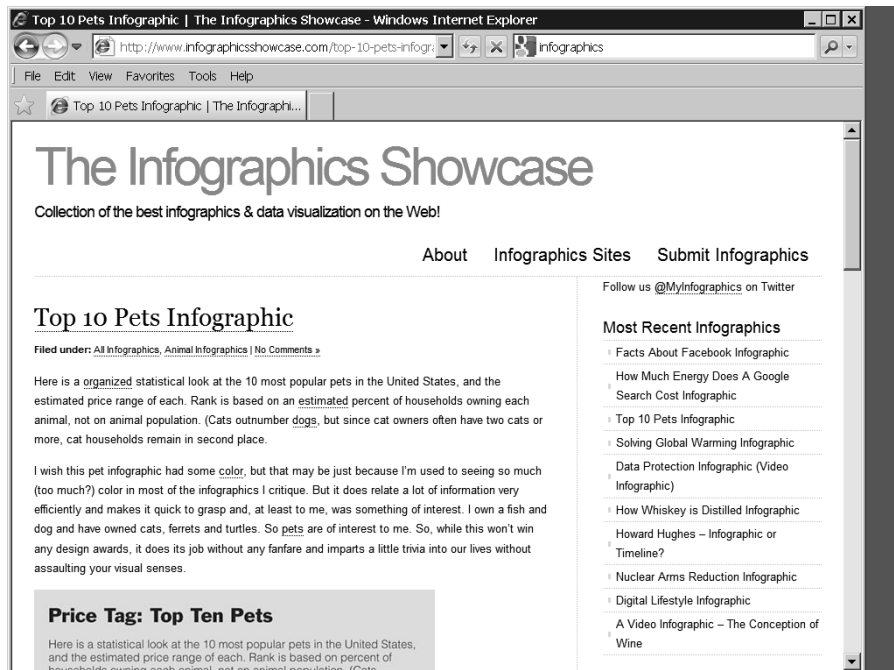 Top 10 Pets Infographic | The Infographics Showcase - Windows Internet Explorer
http://www.infographicsshowcase.com/top-10-pets-infogra
infographics
File Edit View Favorites Tools Help
Top 10 Pets Infographic | The Infographi...
The Infographics Showcase
Collection of the best infographics & data visualization on the Web!
About Infographics Sites Submit Infographics
Top 10 Pets Infographic
Filed under: All Infographics, Animal Infographics | No Comments »
Here is a organized statistical look at the 10 most popular pets in the United States, and the
estimated price range of each. Rank is based on an estimated percent of households owning each
animal, not on animal population. (Cats outnumber dogs, but since cat owners often have two cats or
more, cat households remain in second place.
I wish this pet infographic had some color, but that may be just because I'm used to seeing so much
(too much?) color in most of the infographics I critique. But it does relate a lot of information very
efficiently and makes it quick to grasp and, at least to me, was something of interest. I own a fish and
dog and have owned cats, ferrets and turtles. So pets are of interest to me. So, while this won't win
any design awards, it does its job without any fanfare and imparts a little trivia into our lives without
assaulting your visual senses.
Price Tag: Top Ten Pets
Here is a statistical look at the 10 most popular pets in the United States,
and the estimated price range of each. Rank is based on percent of
households owning each animal, not on animal population. (Cats
Follow us @MyInfographics on Twitter
Most Recent Infographics
Facts About Facebook Infographic
How Much Energy Does A Google
Search Cost Infographic
Top 10 Pets Infographic
Solving Global Warming Infographic
Data Protection Infographic (Video
Infographic)
How Whiskey is Distilled Infographic
Howard Hughes – Infographic or
Timeline?
Nuclear Arms Reduction Infographic
Digital Lifestyle Infographic
A Video Infographic – The Conception of
Wine